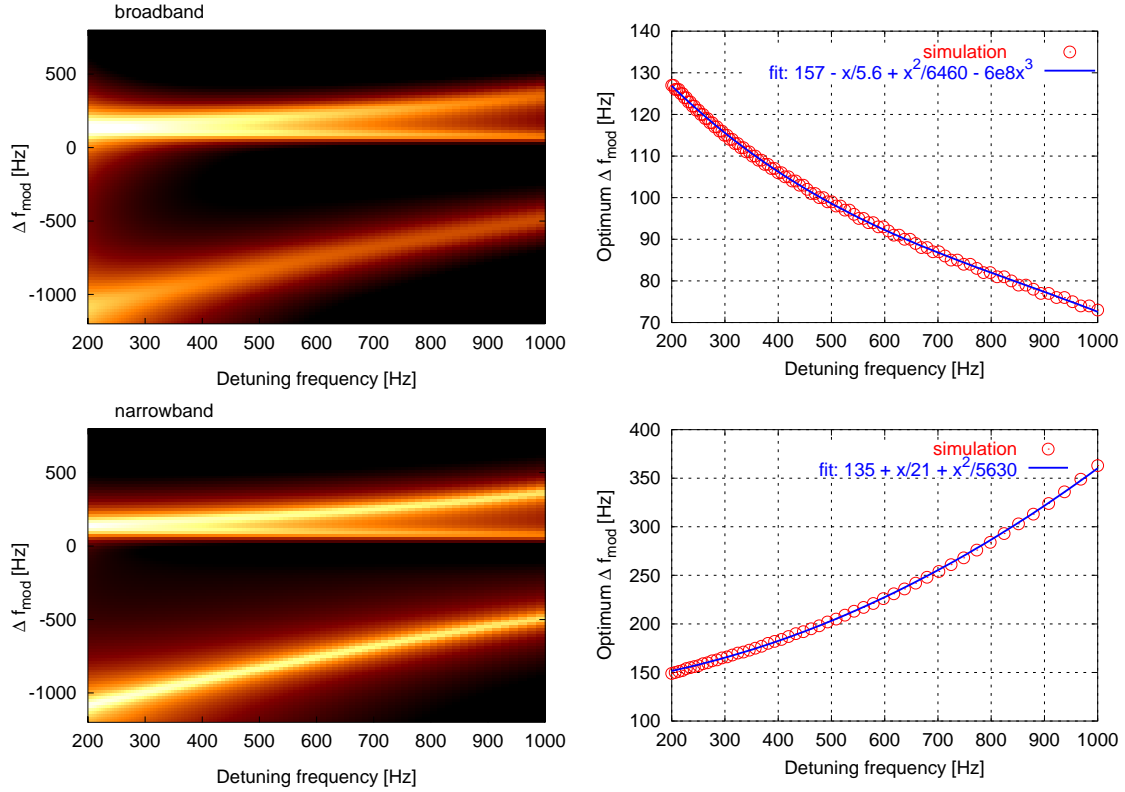 broadband
500
0
-500
-1000
Δ f_mod [Hz]
200 300 400 500 600 700 800 900 1000
Detuning frequency [Hz]
140
130
120
110
100
90
80
70
Optimum Δ f_mod [Hz]
simulation
fit: 157 - x/5.6 + x^2/6460 - 6e8x^3
200 300 400 500 600 700 800 900 1000
Detuning frequency [Hz]
narrowband
500
0
-500
-1000
Δ f_mod [Hz]
200 300 400 500 600 700 800 900 1000
Detuning frequency [Hz]
400
350
300
250
200
150
100
Optimum Δ f_mod [Hz]
simulation
fit: 135 + x/21 + x^2/5630
200 300 400 500 600 700 800 900 1000
Detuning frequency [Hz]